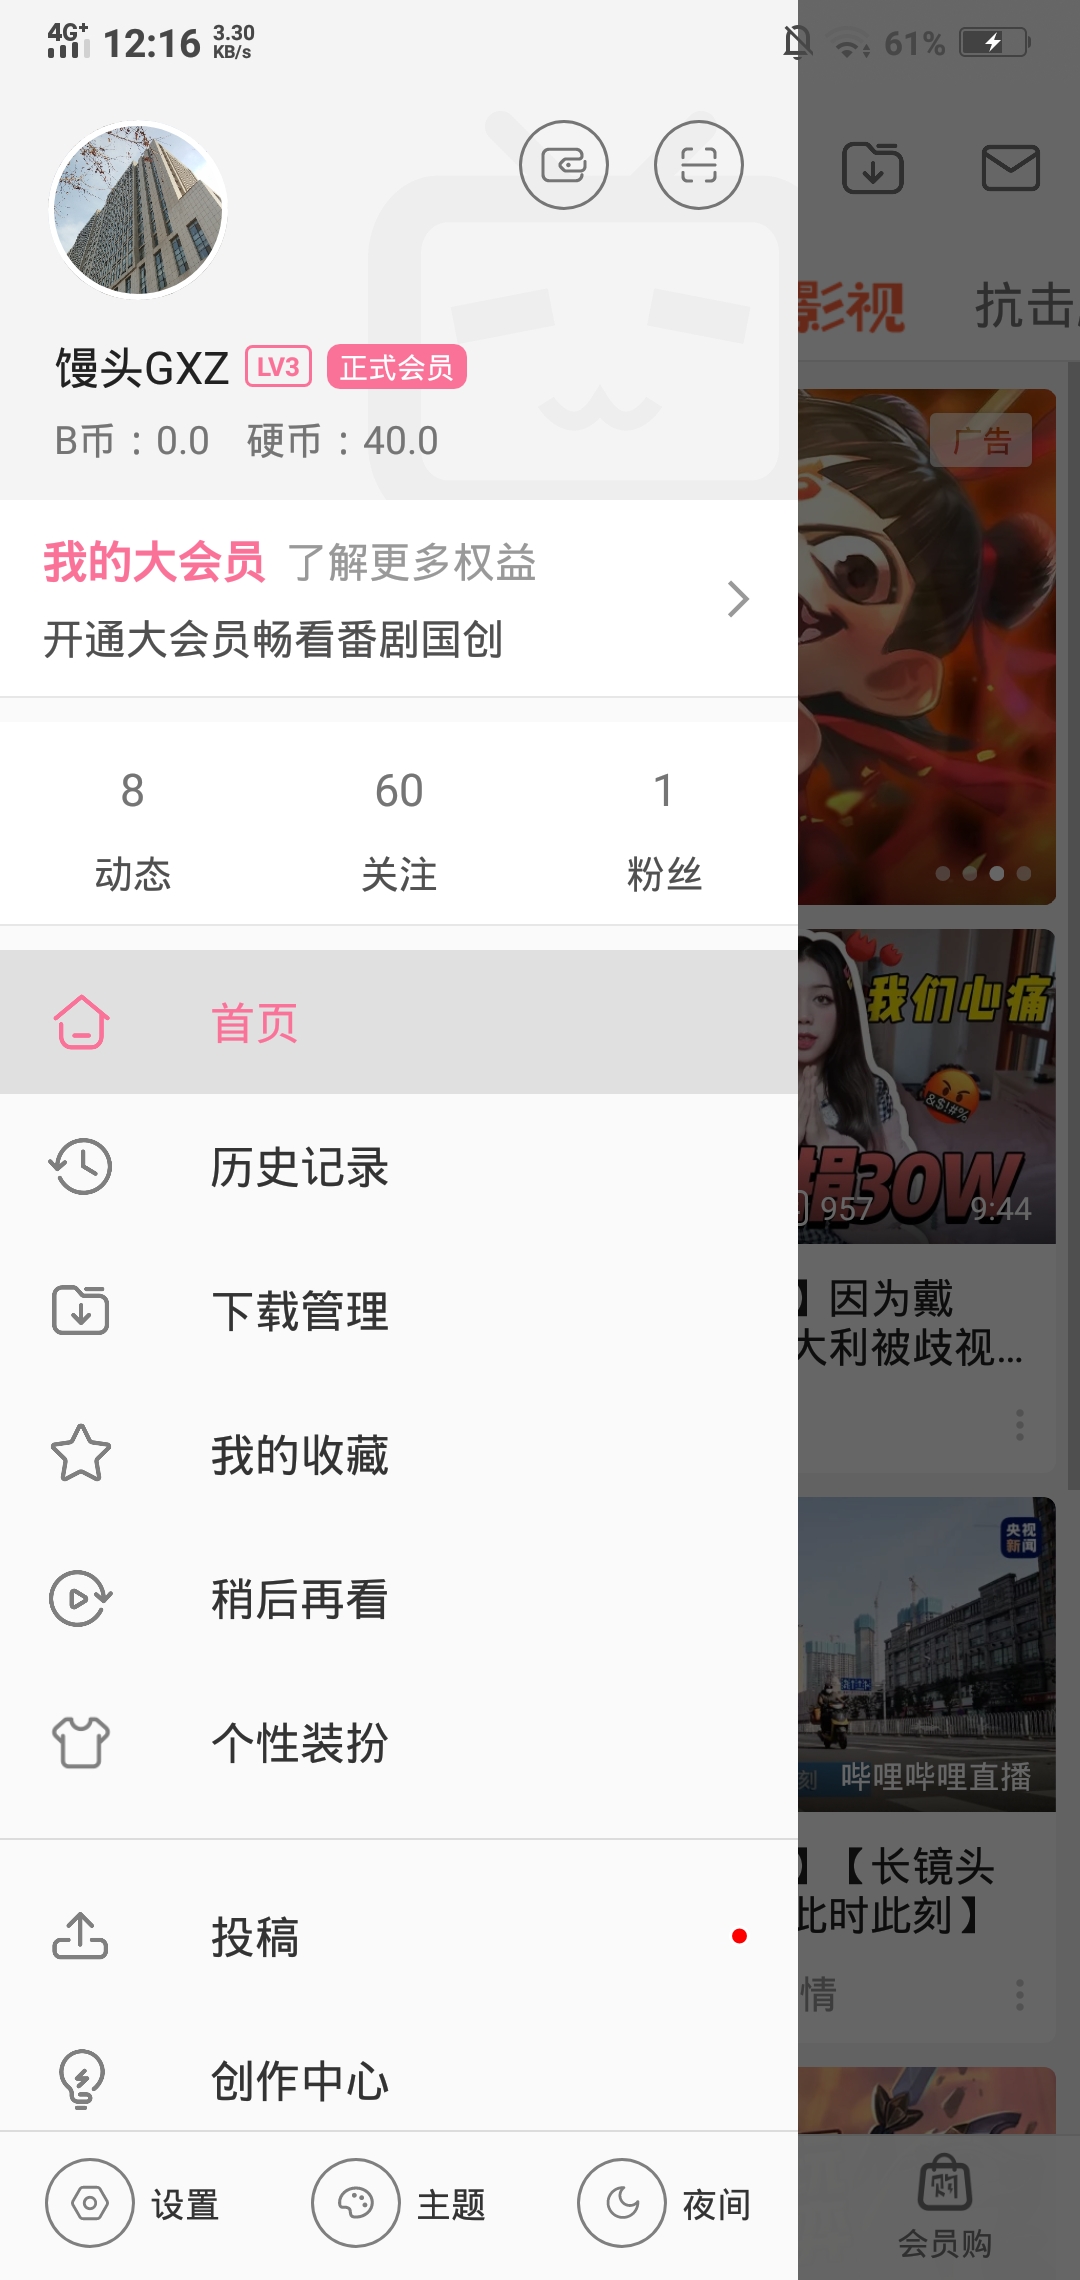 4G+ 12:16 3.30 KB/s 61%
馒头GXZ LV3 正式会员
B币：0.0 硬币：40.0
我的大会员 了解更多权益
开通大会员畅看番剧国创
8 60 1
动态 关注 粉丝
首页
历史记录
下载管理
我的收藏
稍后再看
个性装扮
投稿
创作中心
设置 主题 夜间
影视 抗击
广告
我们心痛
&$!#%
捐30W
957 9:44
】因为戴
大利被歧视...
央视
新闻
刻 哔哩哔哩直播
】【长镜头
此时此刻】
情
购
会员购